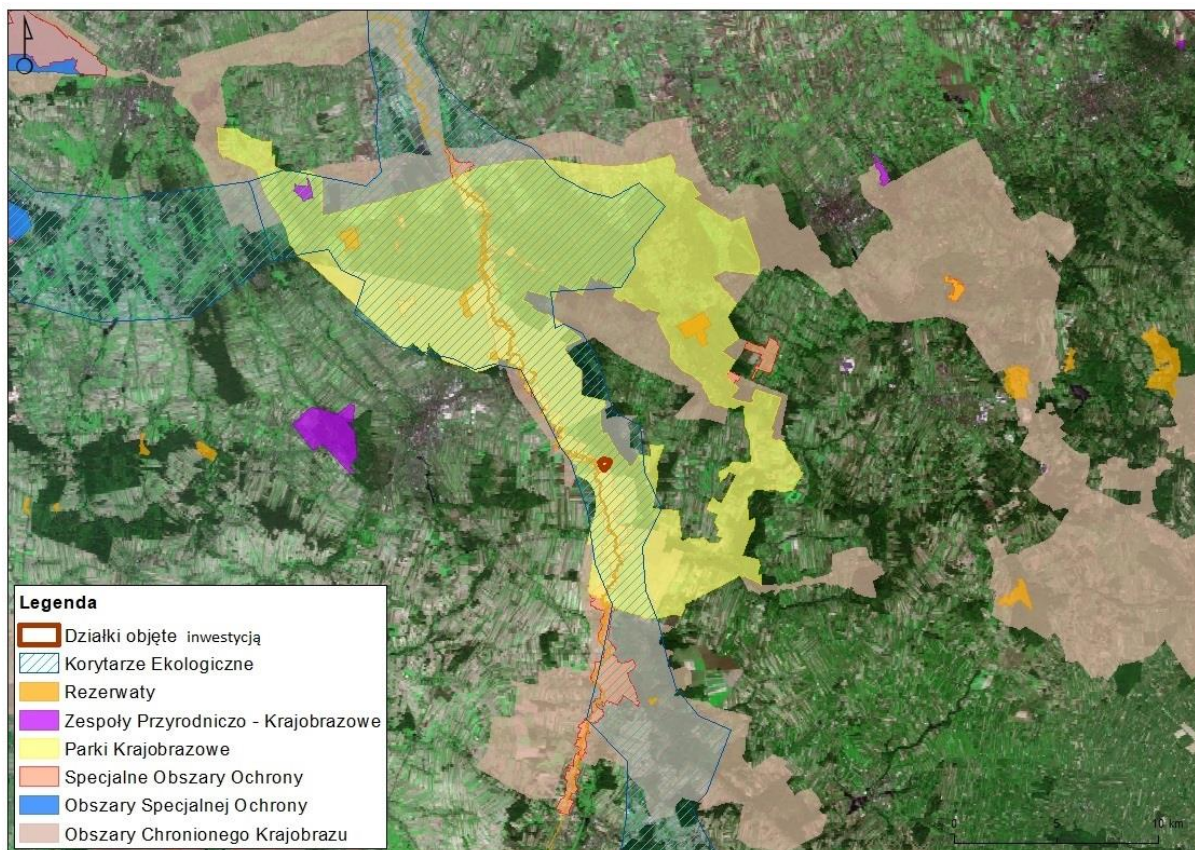 Legenda
Działki objęte inwestycją
Korytarze Ekologiczne
Rezerwaty
Zespoły Przyrodniczo - Krajobrazowe
Parki Krajobrazowe
Specjalne Obszary Ochrony
Obszary Specjalnej Ochrony
Obszary Chronionego Krajobrazu
0 5 10 km